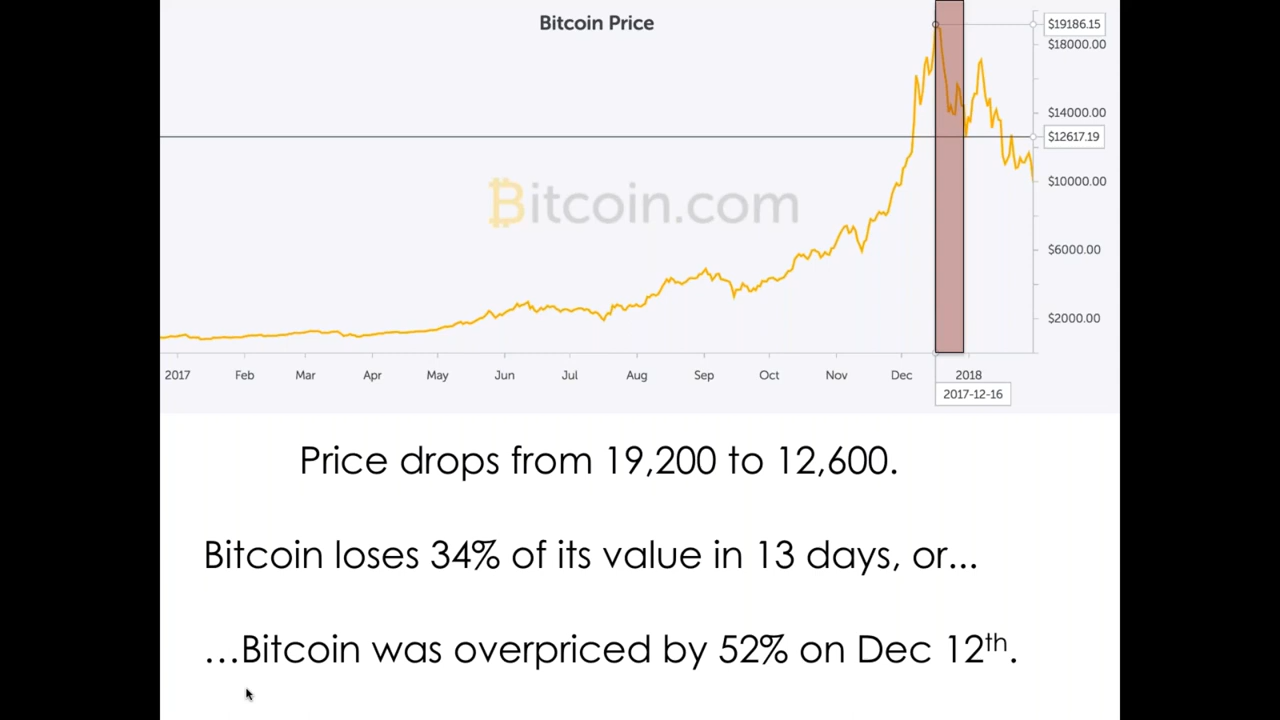 Bitcoin Price
$19186.15
$18000.00
$14000.00
$12617.19
$10000.00
$6000.00
$2000.00
Bitcoin.com
2017 Feb Mar Apr May Jun Jul Aug Sep Oct Nov Dec 2018
2017-12-16
Price drops from 19,200 to 12,600.
Bitcoin loses 34% of its value in 13 days, or...
...Bitcoin was overpriced by 52% on Dec 12th.